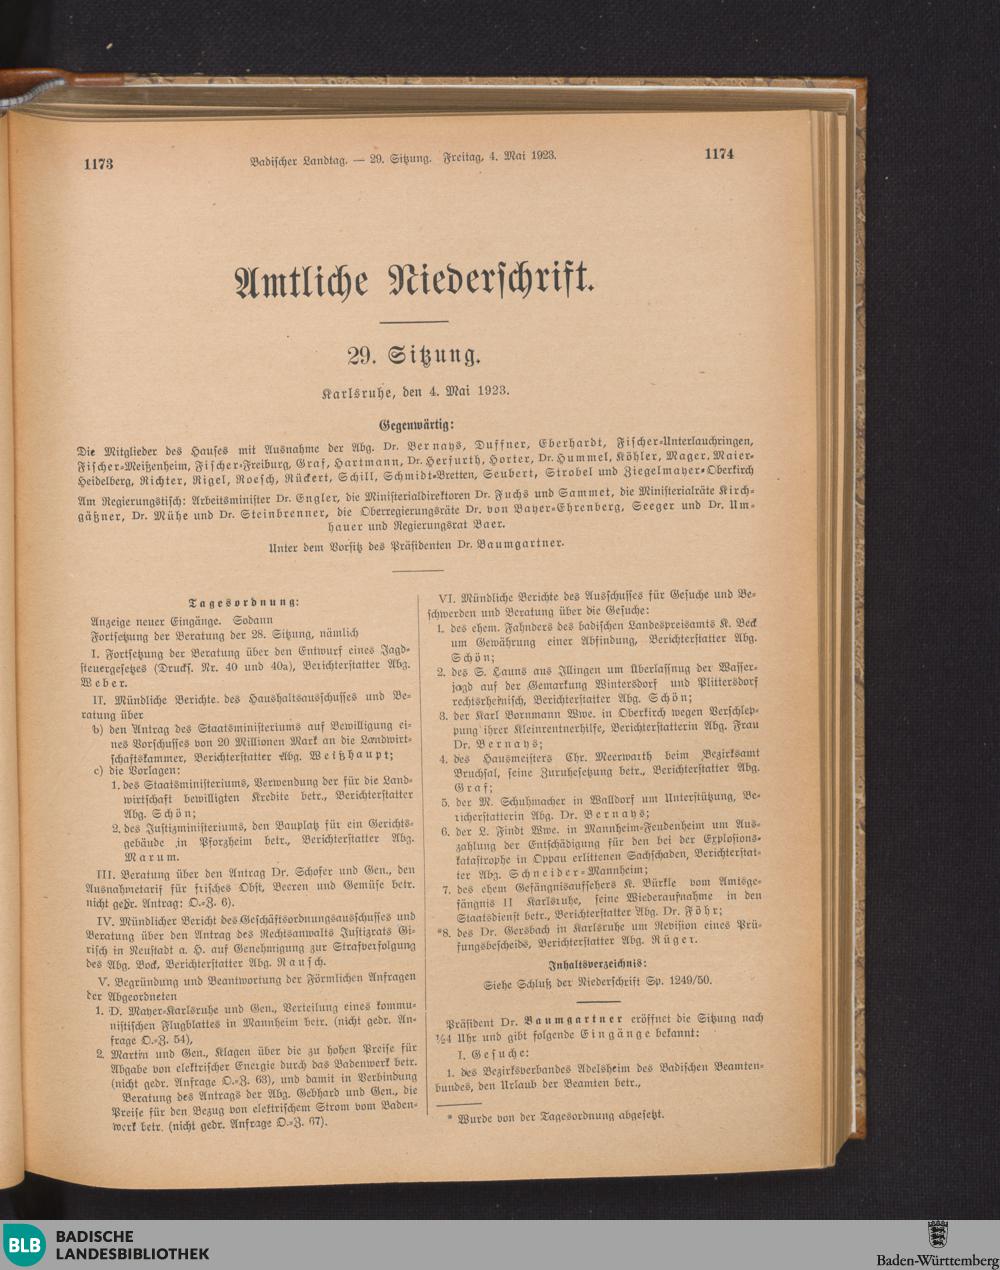 1173
Badischer Landtag. — 29. Sitzung. Freitag, 4. Mai 1923.
1174
Amtliche Niederschrift.
29. Sitzung.
Karlsruhe, den 4. Mai 1923.
Gegenwärtig:
Die Mitglieder des Hauses mit Ausnahme der Abg. Dr. Bernays, Duffner, Eberhardt, Fischer-Unterlauchringen,
Fischer-Meißenheim, Fischer-Freiburg, Graf, Hartmann, Dr. Herfurth, Horter, Dr. Hummel, Köhler, Mager, Maier-
Heidelberg, Richter, Rigel, Roesch, Rückert, Schill, Schmidt-Bretten, Seubert, Strobel und Ziegelmayer-Oberkirch
Am Regierungstisch: Arbeitsminister Dr. Engler, die Ministerialdirektoren Dr. Fuchs und Sammet, die Ministerialräte Kirch-
gäßner, Dr. Mühe und Dr. Steinbrenner, die Oberregierungsräte Dr. von Bayer-Ehrenberg, Seeger und Dr. Um-
hauer und Regierungsrat Baer.
Unter dem Vorsitz des Präsidenten Dr. Baumgartner.
Tagesordnung:
Anzeige neuer Eingänge. Sodann
Fortsetzung der Beratung der 28. Sitzung, nämlich
I. Fortsetzung der Beratung über den Entwurf eines Jagd-
steuergesetzes (Drucks. Nr. 40 und 40a), Berichterstatter Abg.
Weber.
II. Mündliche Berichte des Haushaltsausschusses und Be-
ratung über
b) den Antrag des Staatsministeriums auf Bewilligung ei-
nes Vorschusses von 20 Millionen Mark an die Landwirt-
schaftskammer, Berichterstatter Abg. Weißhaupt;
c) die Vorlagen:
1. des Staatsministeriums, Verwendung der für die Land-
wirtschaft bewilligten Kredite betr., Berichterstatter
Abg. Schön;
2. des Justizministeriums, den Bauplatz für ein Gerichts-
gebäude in Pforzheim betr., Berichterstatter Abg.
Marum.
III. Beratung über den Antrag Dr. Schofer und Gen., den
Ausnahmetarif für frisches Obst, Beeren und Gemüse betr.
nicht gedr. Antrag: O.-Z. 6).
IV. Mündlicher Bericht des Geschäftsordnungsausschusses und
Beratung über den Antrag des Rechtsanwalts Justizrats Gi-
risch in Neustadt a. H. auf Genehmigung zur Strafverfolgung
des Abg. Bock, Berichterstatter Abg. Rausch.
V. Begründung und Beantwortung der Förmlichen Anfragen
der Abgeordneten
1. D. Mayer-Karlsruhe und Gen., Verteilung eines kommu-
nistischen Flugblattes in Mannheim betr. (nicht gedr. An-
frage O.-Z. 54),
2. Martin und Gen., Klagen über die zu hohen Preise für
Abgabe von elektrischer Energie durch das Badenwerk betr.
(nicht gedr. Anfrage O.-Z. 63), und damit in Verbindung
Beratung des Antrags der Abg. Gebhard und Gen., die
Preise für den Bezug von elektrischem Strom vom Baden-
werk betr. (nicht gedr. Anfrage O.-Z. 67).
VI. Mündliche Berichte des Ausschusses für Gesuche und Be-
schwerden und Beratung über die Gesuche:
1. des ehem. Fahnders des badischen Landespreisamts K. Beck
um Gewährung einer Abfindung, Berichterstatter Abg.
Schön;
2. des S. Hauns aus Illingen um Überlassung der Wasser-
jagd auf der Gemarkung Wintersdorf und Plittersdorf
rechtsrheinisch, Berichterstatter Abg. Schön;
3. der Karl Bornmann Wwe. in Oberkirch wegen Verschlep-
pung ihrer Kleinrentnerhilfe, Berichterstatterin Abg. Frau
Dr. Bernays;
4. des Hausmeisters Chr. Meerwarth beim Bezirksamt
Bruchsal, seine Zuruhesetzung betr., Berichterstatter Abg.
Graf;
5. der M. Schuhmacher in Walldorf um Unterstützung, Be-
richerstatterin Abg. Dr. Bernays;
6. der L. Findt Wwe. in Mannheim-Feudenheim um Aus-
zahlung der Entschädigung für den bei der Explosions-
katastrophe in Oppau erlittenen Sachschaden, Berichterstat-
ter Abg. Schneider-Mannheim;
7. des ehem Gefängnisaufsehers K. Bürkle vom Amtsge-
fängnis II Karlsruhe, seine Wiederaufnahme in den
Staatsdienst betr., Berichterstatter Abg. Dr. Föhr;
*8. des Dr. Gersbach in Karlsruhe um Revision eines Prü-
fungsbescheids, Berichterstatter Abg. Rüger.
Inhaltsverzeichnis:
Siehe Schluß der Niederschrift Sp. 1249/50.
Präsident Dr. Baumgartner eröffnet die Sitzung nach
½4 Uhr und gibt folgende Eingänge bekannt:
I. Gesuche:
1. des Bezirksverbandes Adelsheim des Badischen Beamten-
bundes, den Urlaub der Beamten betr.,
* Wurde von der Tagesordnung abgesetzt.
BLB BADISCHE
LANDESBIBLIOTHEK
Baden-Württemberg